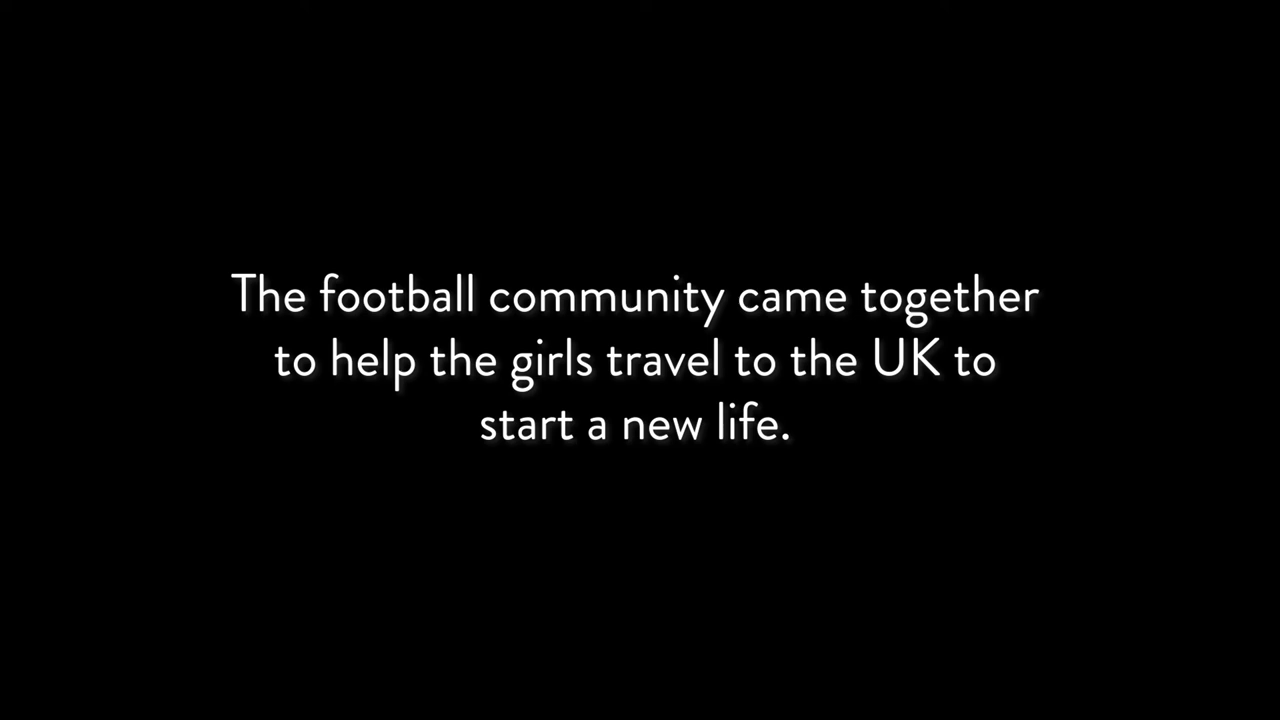 The football community came together
to help the girls travel to the UK to
start a new life.